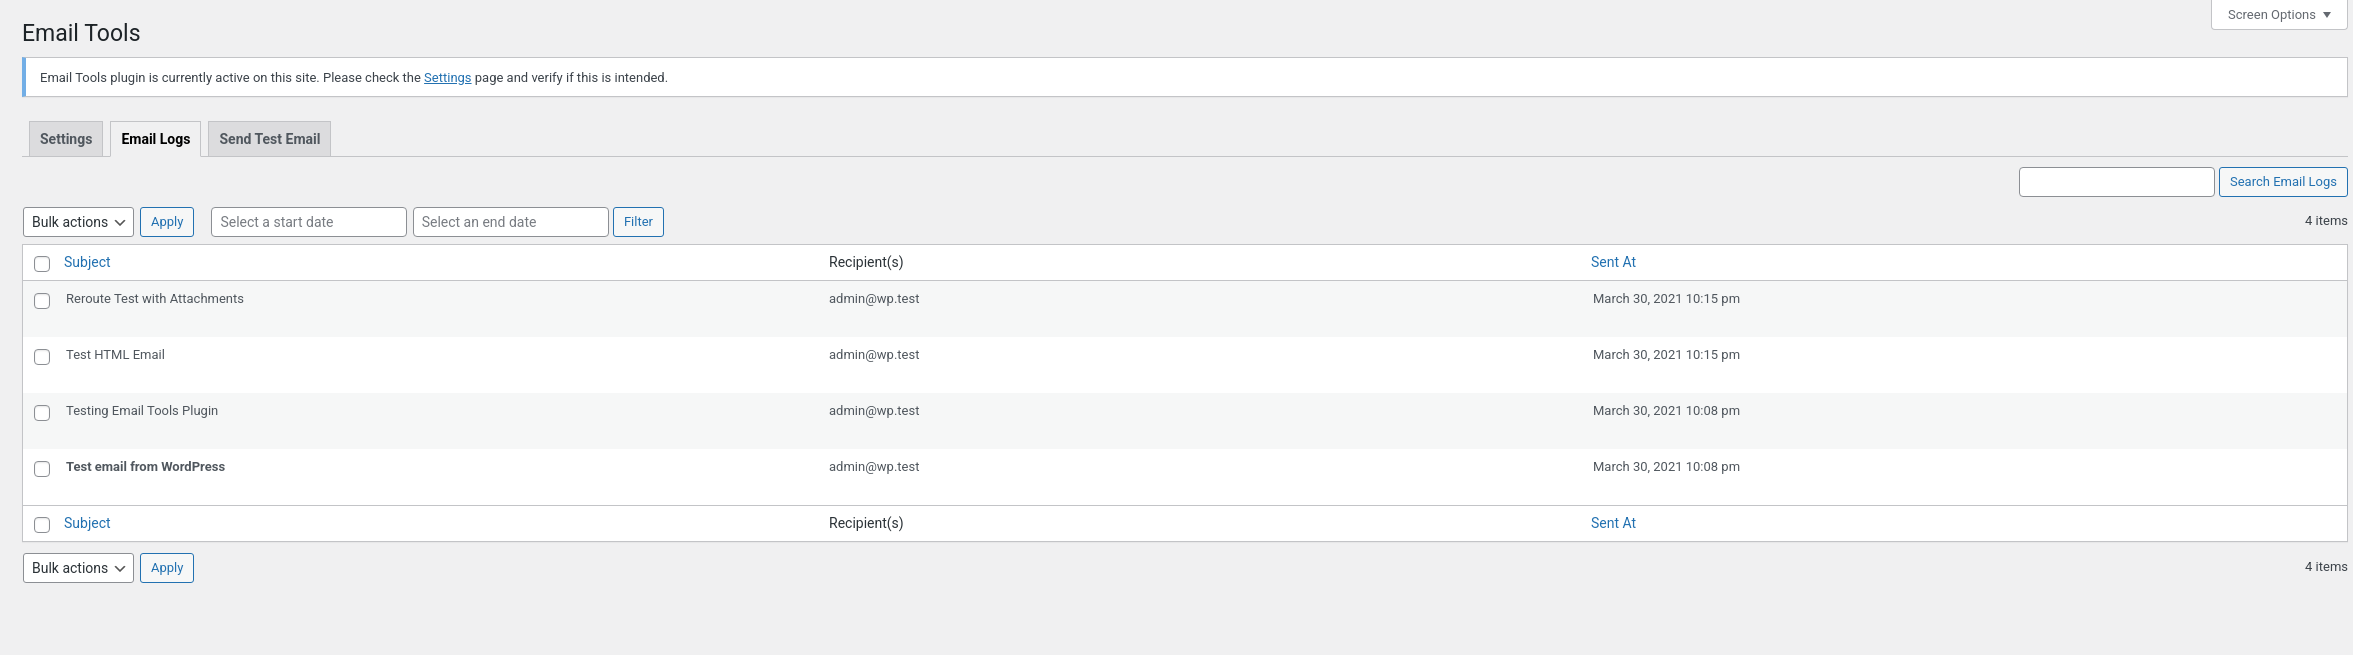 Screen Options
Email Tools
Email Tools plugin is currently active on this site. Please check the Settings page and verify if this is intended.
Settings Email Logs Send Test Email
Search Email Logs
Bulk actions Apply Select a start date Select an end date Filter 4 items
Subject Recipient(s) Sent At
Reroute Test with Attachments admin@wp.test March 30, 2021 10:15 pm
Test HTML Email admin@wp.test March 30, 2021 10:15 pm
Testing Email Tools Plugin admin@wp.test March 30, 2021 10:08 pm
Test email from WordPress admin@wp.test March 30, 2021 10:08 pm
Subject Recipient(s) Sent At
Bulk actions Apply 4 items